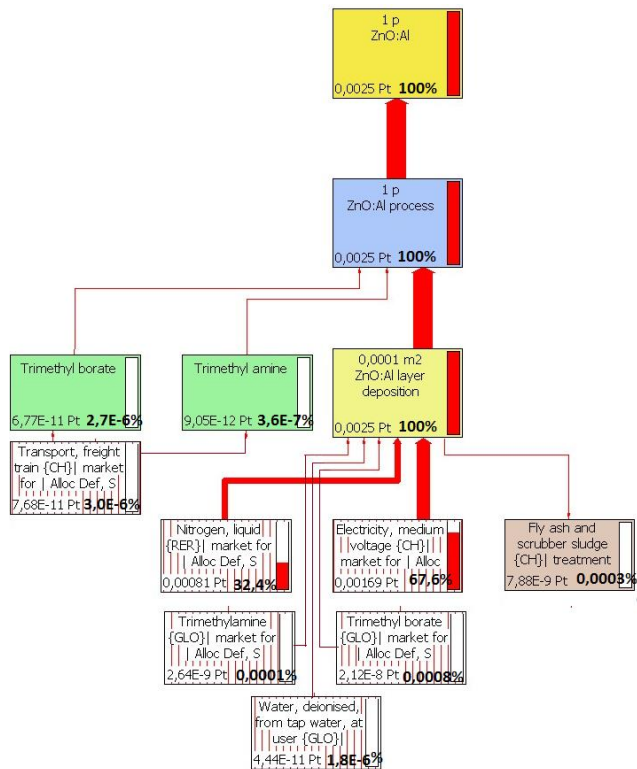 1 p
ZnO:Al
0,0025 Pt 100%
1 p
ZnO:Al process
0,0025 Pt 100%
Trimethyl borate
6,77E-11 Pt 2,7E-6%
Trimethyl amine
9,05E-12 Pt 3,6E-7%
0,0001 m2
ZnO:Al layer
deposition
0,0025 Pt 100%
Transport, freight
train {CH}| market
for | Alloc Def, S
7,68E-11 Pt 3,0E-6%
Nitrogen, liquid
{RER}| market for
| Alloc Def, S
0,00081 Pt 32,4%
Electricity, medium
voltage {CH}|
market for | Alloc
0,00169 Pt 67,6%
Fly ash and
scrubber sludge
{CH}| treatment
7,88E-9 Pt 0,0003%
Trimethylamine
{GLO}| market for
| Alloc Def, S
2,64E-9 Pt 0,0001%
Trimethyl borate
{GLO}| market for
| Alloc Def, S
2,12E-8 Pt 0,0008%
Water, deionised,
from tap water, at
user {GLO}|
4,44E-11 Pt 1,8E-6%